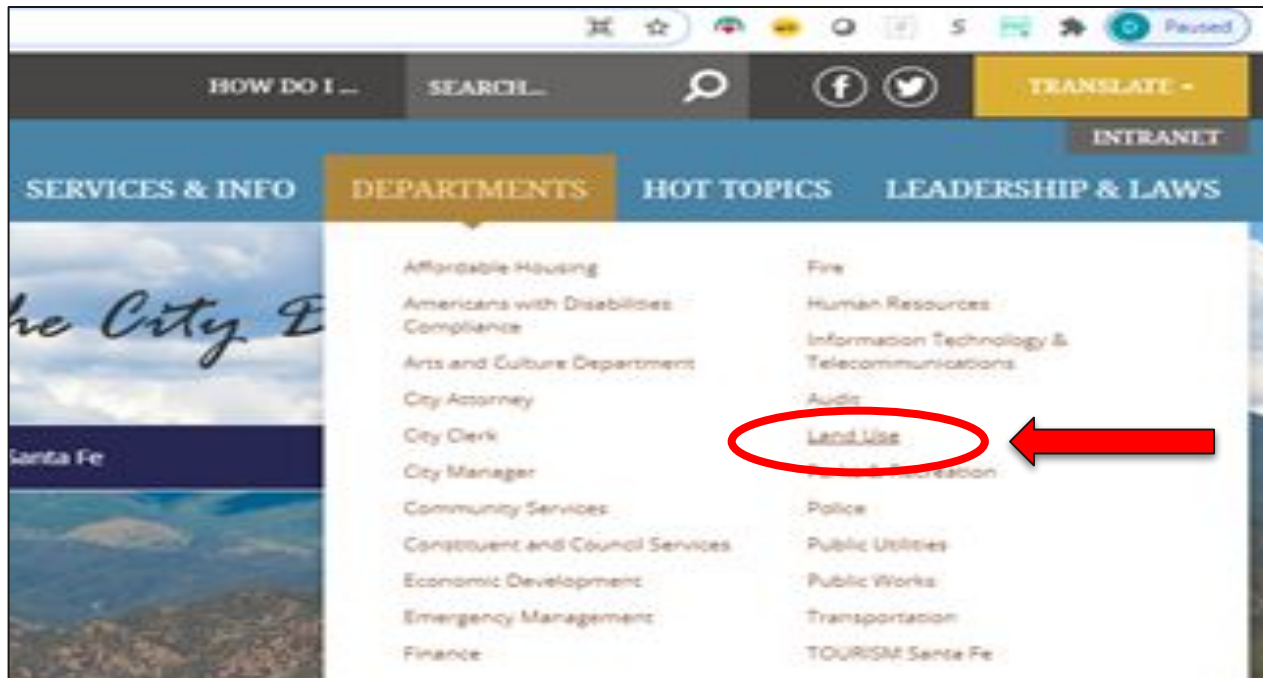 Paused
HOW DO I ...
SEARCH...
TRANSLATE
INTRANET
SERVICES & INFO
DEPARTMENTS
HOT TOPICS
LEADERSHIP & LAWS
he City
Santa Fe
Affordable Housing
Americans with Disabilities
Compliance
Arts and Culture Department
City Attorney
City Clerk
City Manager
Community Services
Constituent and Council Services
Economic Development
Emergency Management
Finance
Fire
Human Resources
Information Technology &
Telecommunications
Audit
Land Use
Parks & Recreation
Police
Public Utilities
Public Works
Transportation
TOURISM Santa Fe